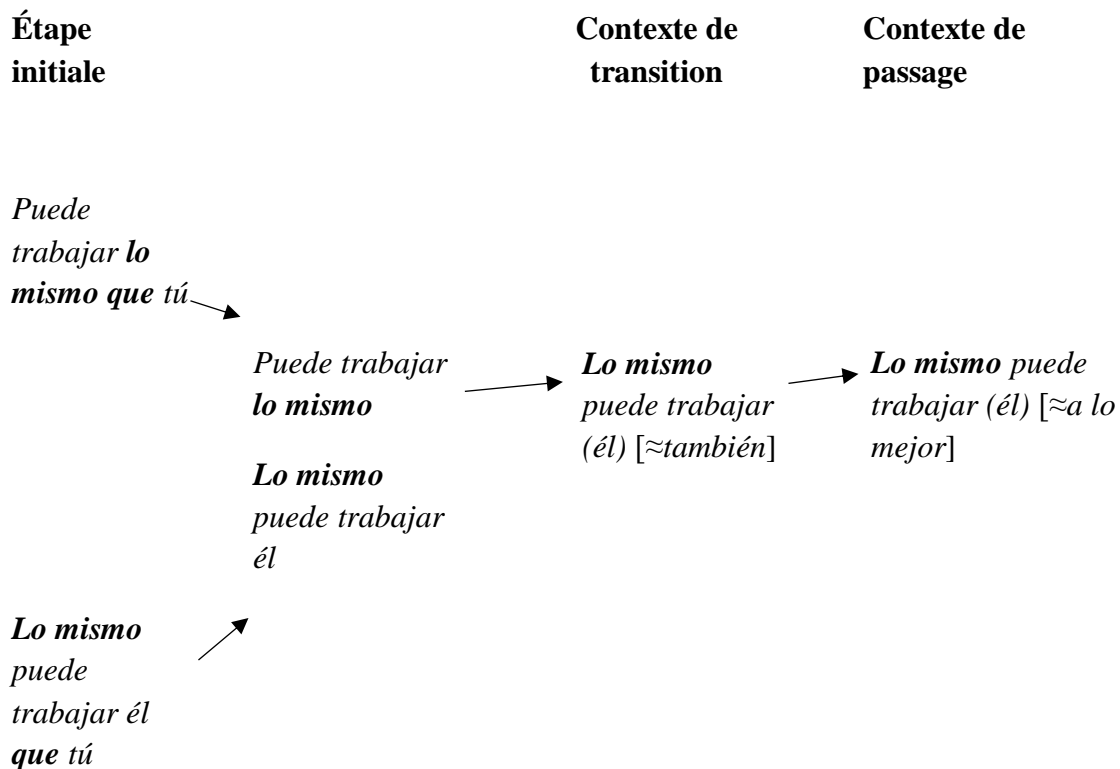 Étape
initiale
Contexte de
transition
Contexte de
passage
Puede
trabajar lo
mismo que tú
Puede trabajar
lo mismo
Lo mismo
puede trabajar
él
Lo mismo
puede trabajar
(él) [≈también]
Lo mismo puede
trabajar (él) [≈a lo
mejor]
Lo mismo
puede
trabajar él
que tú